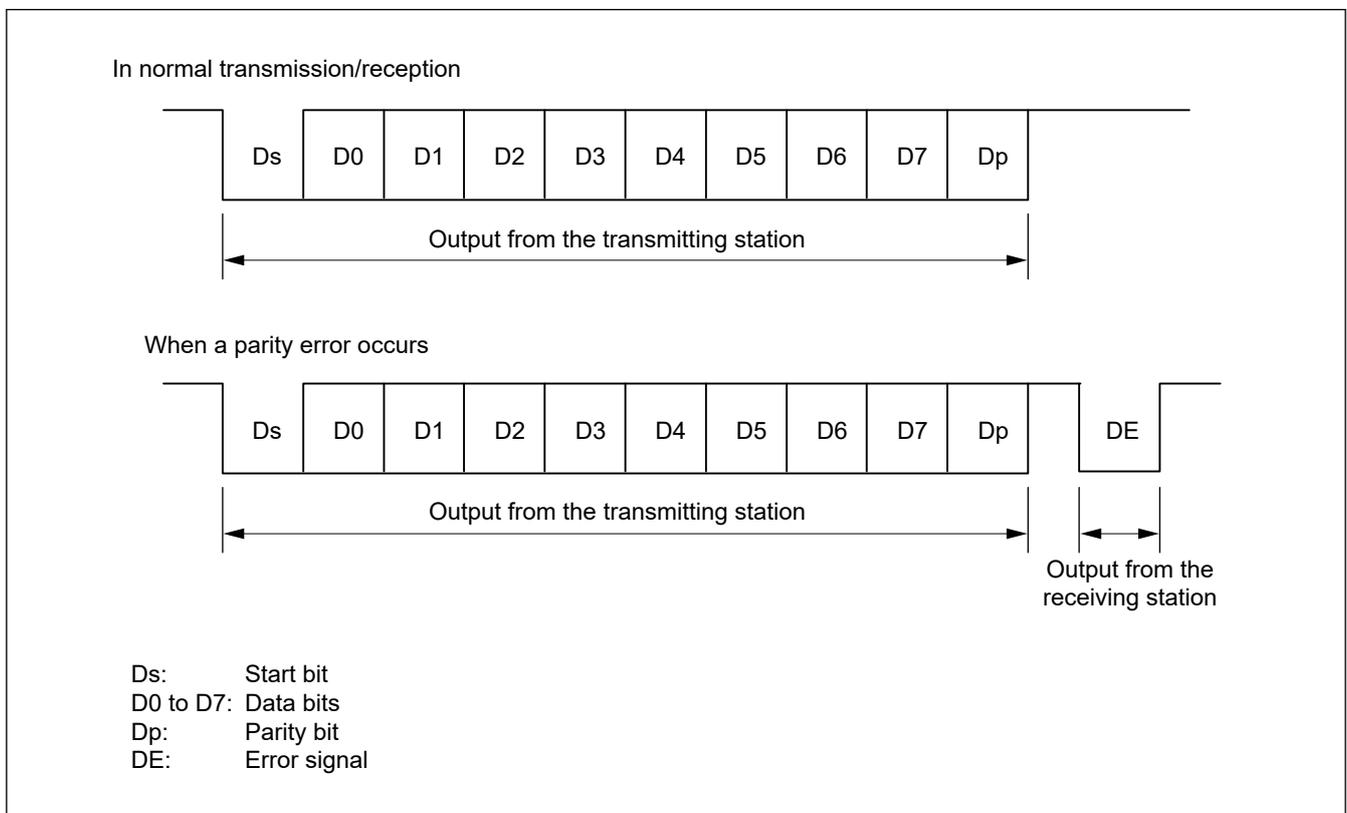 In normal transmission/reception
Ds D0 D1 D2 D3 D4 D5 D6 D7 Dp
Output from the transmitting station
When a parity error occurs
Ds D0 D1 D2 D3 D4 D5 D6 D7 Dp DE
Output from the transmitting station
Output from the
receiving station
Ds: Start bit
D0 to D7: Data bits
Dp: Parity bit
DE: Error signal